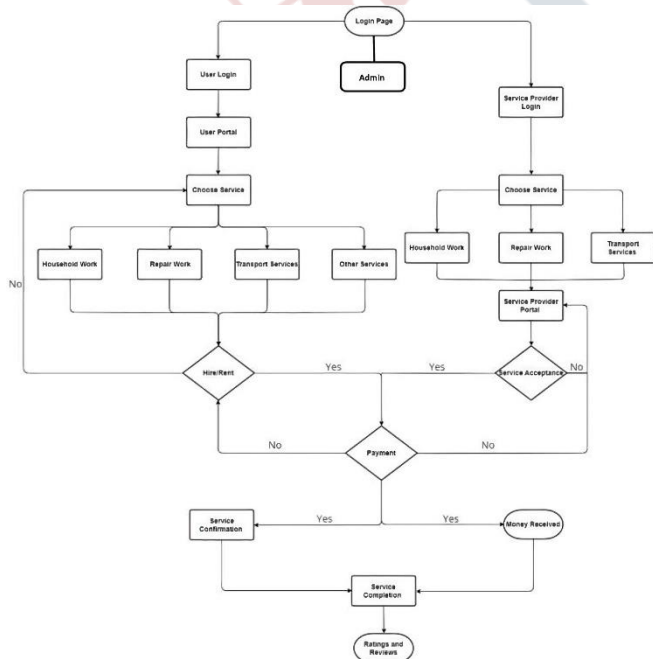 Login Page
Admin
User Login
Service Provider
Login
User Portal
Choose Service
Choose Service
Household Work
Repair Work
Transport Services
Other Services
Household Work
Repair Work
Transport
Services
No
Service Provider
Portal
Hire/Rent
Yes
Yes
Service Acceptance
No
No
Payment
No
Service
Confirmation
Yes
Yes
Money Received
Service
Completion
Ratings and
Reviews